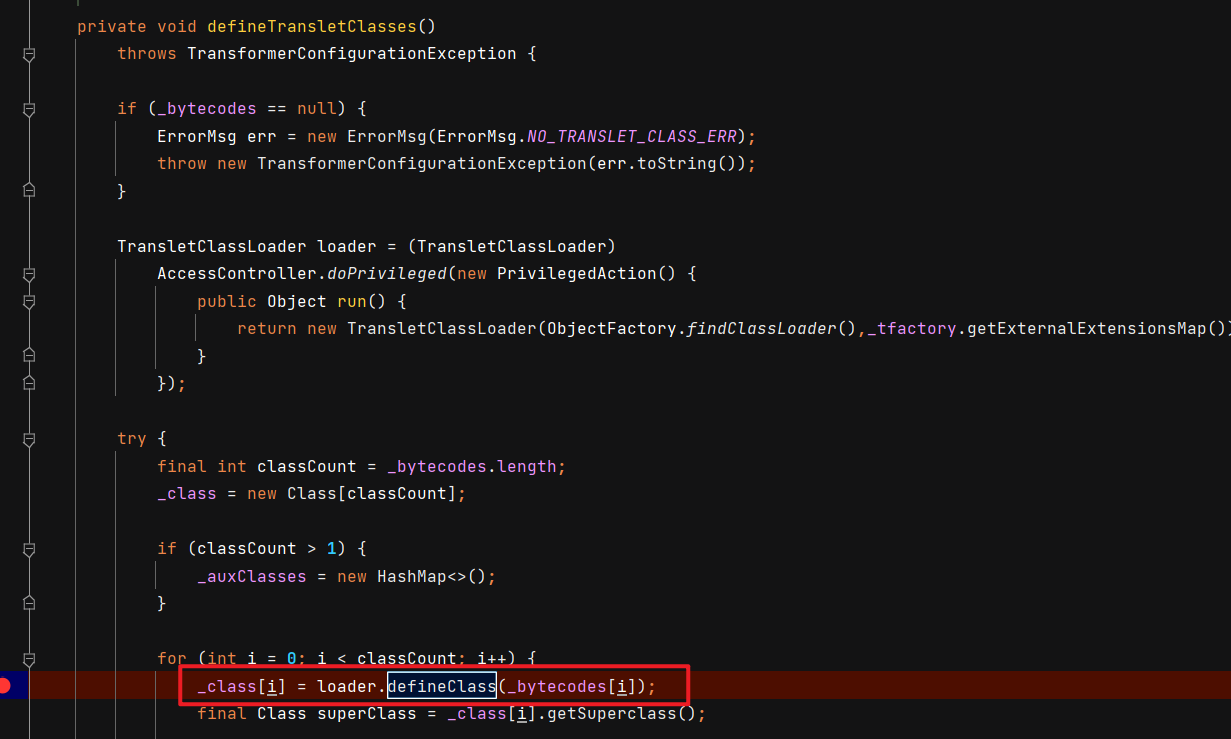 private void defineTransletClasses()
throws TransformerConfigurationException {
if (_bytecodes == null) {
ErrorMsg err = new ErrorMsg(ErrorMsg.NO_TRANSLET_CLASS_ERR);
throw new TransformerConfigurationException(err.toString());
}
TransletClassLoader loader = (TransletClassLoader)
AccessController.doPrivileged(new PrivilegedAction() {
public Object run() {
return new TransletClassLoader(ObjectFactory.findClassLoader(),_tfactory.getExternalExtensionsMap())
}
});
try {
final int classCount = _bytecodes.length;
_class = new Class[classCount];
if (classCount > 1) {
_auxClasses = new HashMap<>();
}
for (int i = 0; i < classCount; i++) {
_class[i] = loader.defineClass(_bytecodes[i]);
final Class superClass = _class[i].getSuperclass();